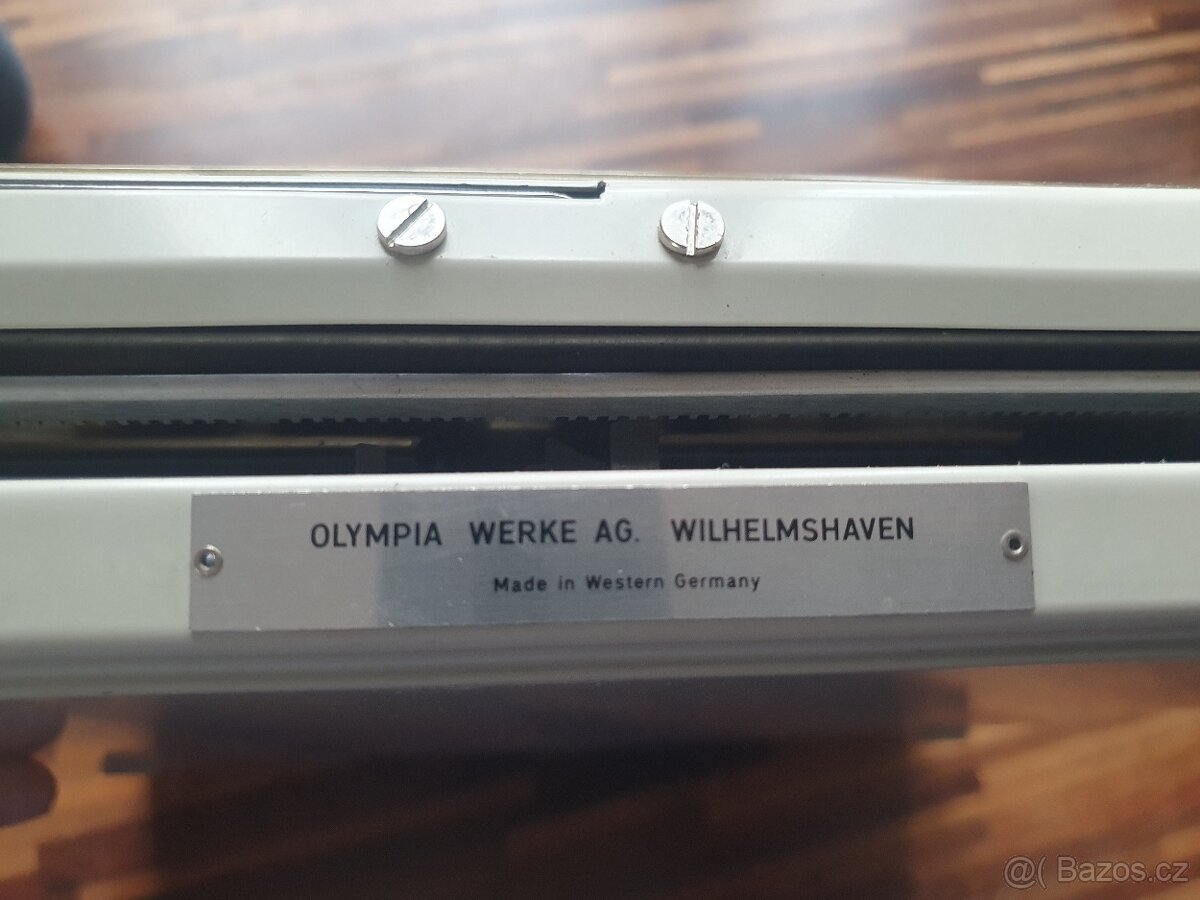 OLYMPIA WERKE AG. WILHELMSHAVEN
Made in Western Germany
@( Bazos.cz